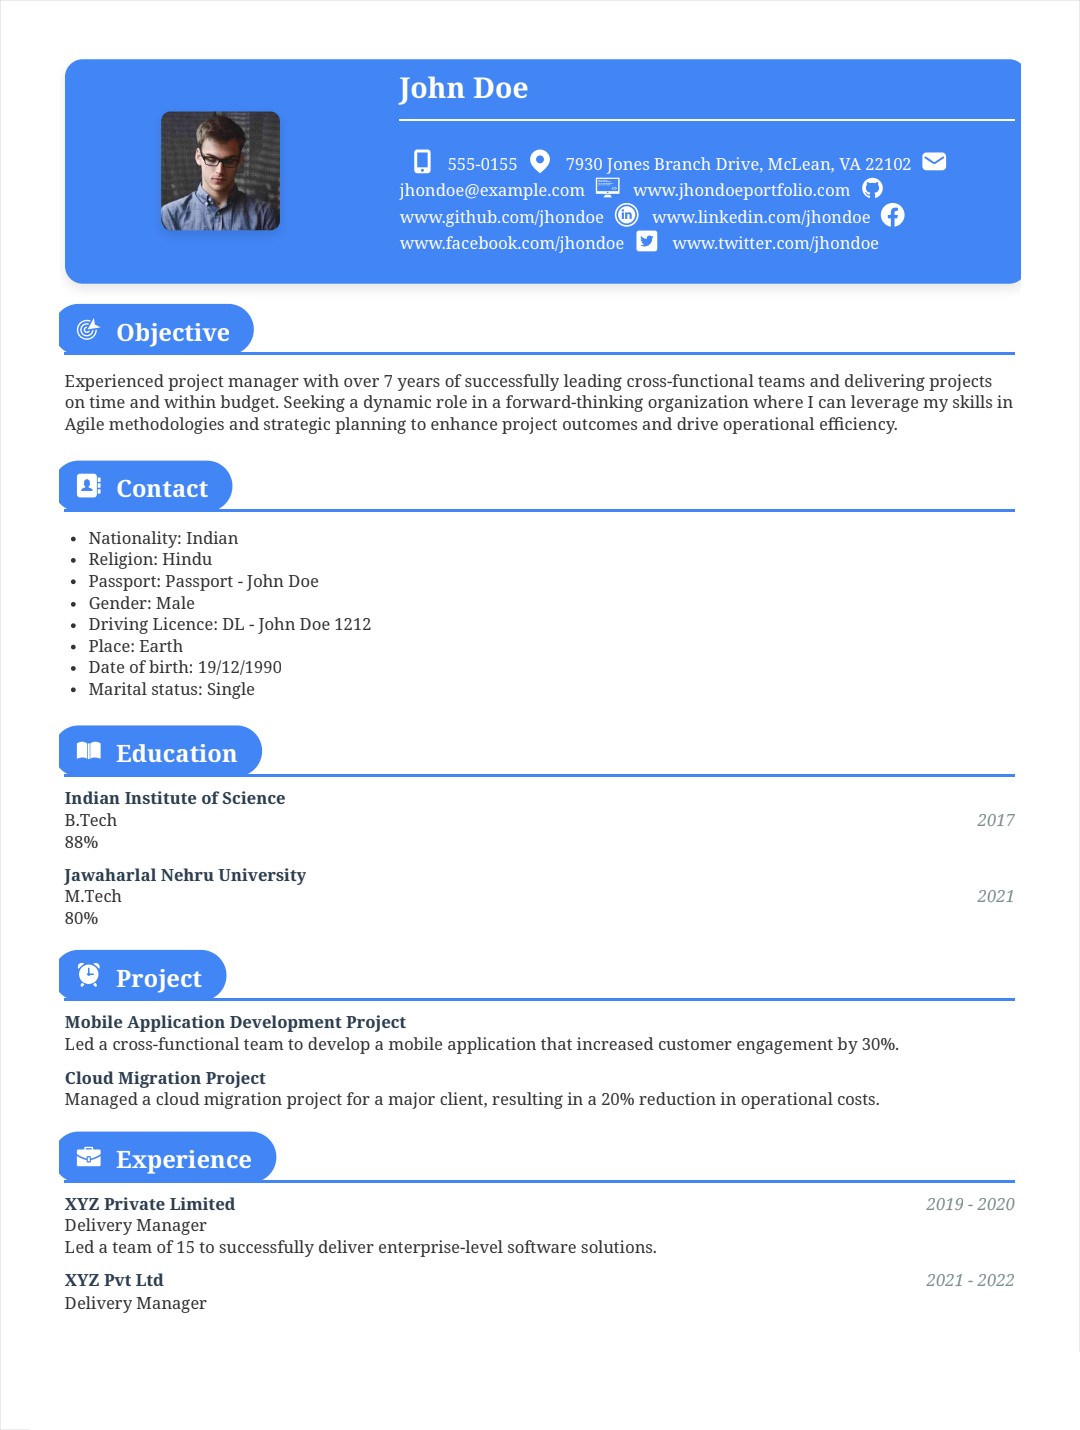 John Doe
555-0155 7930 Jones Branch Drive, McLean, VA 22102
jhondoe@example.com www.jhondoeportfolio.com
www.github.com/jhondoe www.linkedin.com/jhondoe
www.facebook.com/jhondoe www.twitter.com/jhondoe
Objective
Experienced project manager with over 7 years of successfully leading cross-functional teams and delivering projects
on time and within budget. Seeking a dynamic role in a forward-thinking organization where I can leverage my skills in
Agile methodologies and strategic planning to enhance project outcomes and drive operational efficiency.
Contact
• Nationality: Indian
• Religion: Hindu
• Passport: Passport - John Doe
• Gender: Male
• Driving Licence: DL - John Doe 1212
• Place: Earth
• Date of birth: 19/12/1990
• Marital status: Single
Education
Indian Institute of Science
B.Tech 2017
88%
Jawaharlal Nehru University
M.Tech 2021
80%
Project
Mobile Application Development Project
Led a cross-functional team to develop a mobile application that increased customer engagement by 30%.
Cloud Migration Project
Managed a cloud migration project for a major client, resulting in a 20% reduction in operational costs.
Experience
XYZ Private Limited 2019 - 2020
Delivery Manager
Led a team of 15 to successfully deliver enterprise-level software solutions.
XYZ Pvt Ltd 2021 - 2022
Delivery Manager